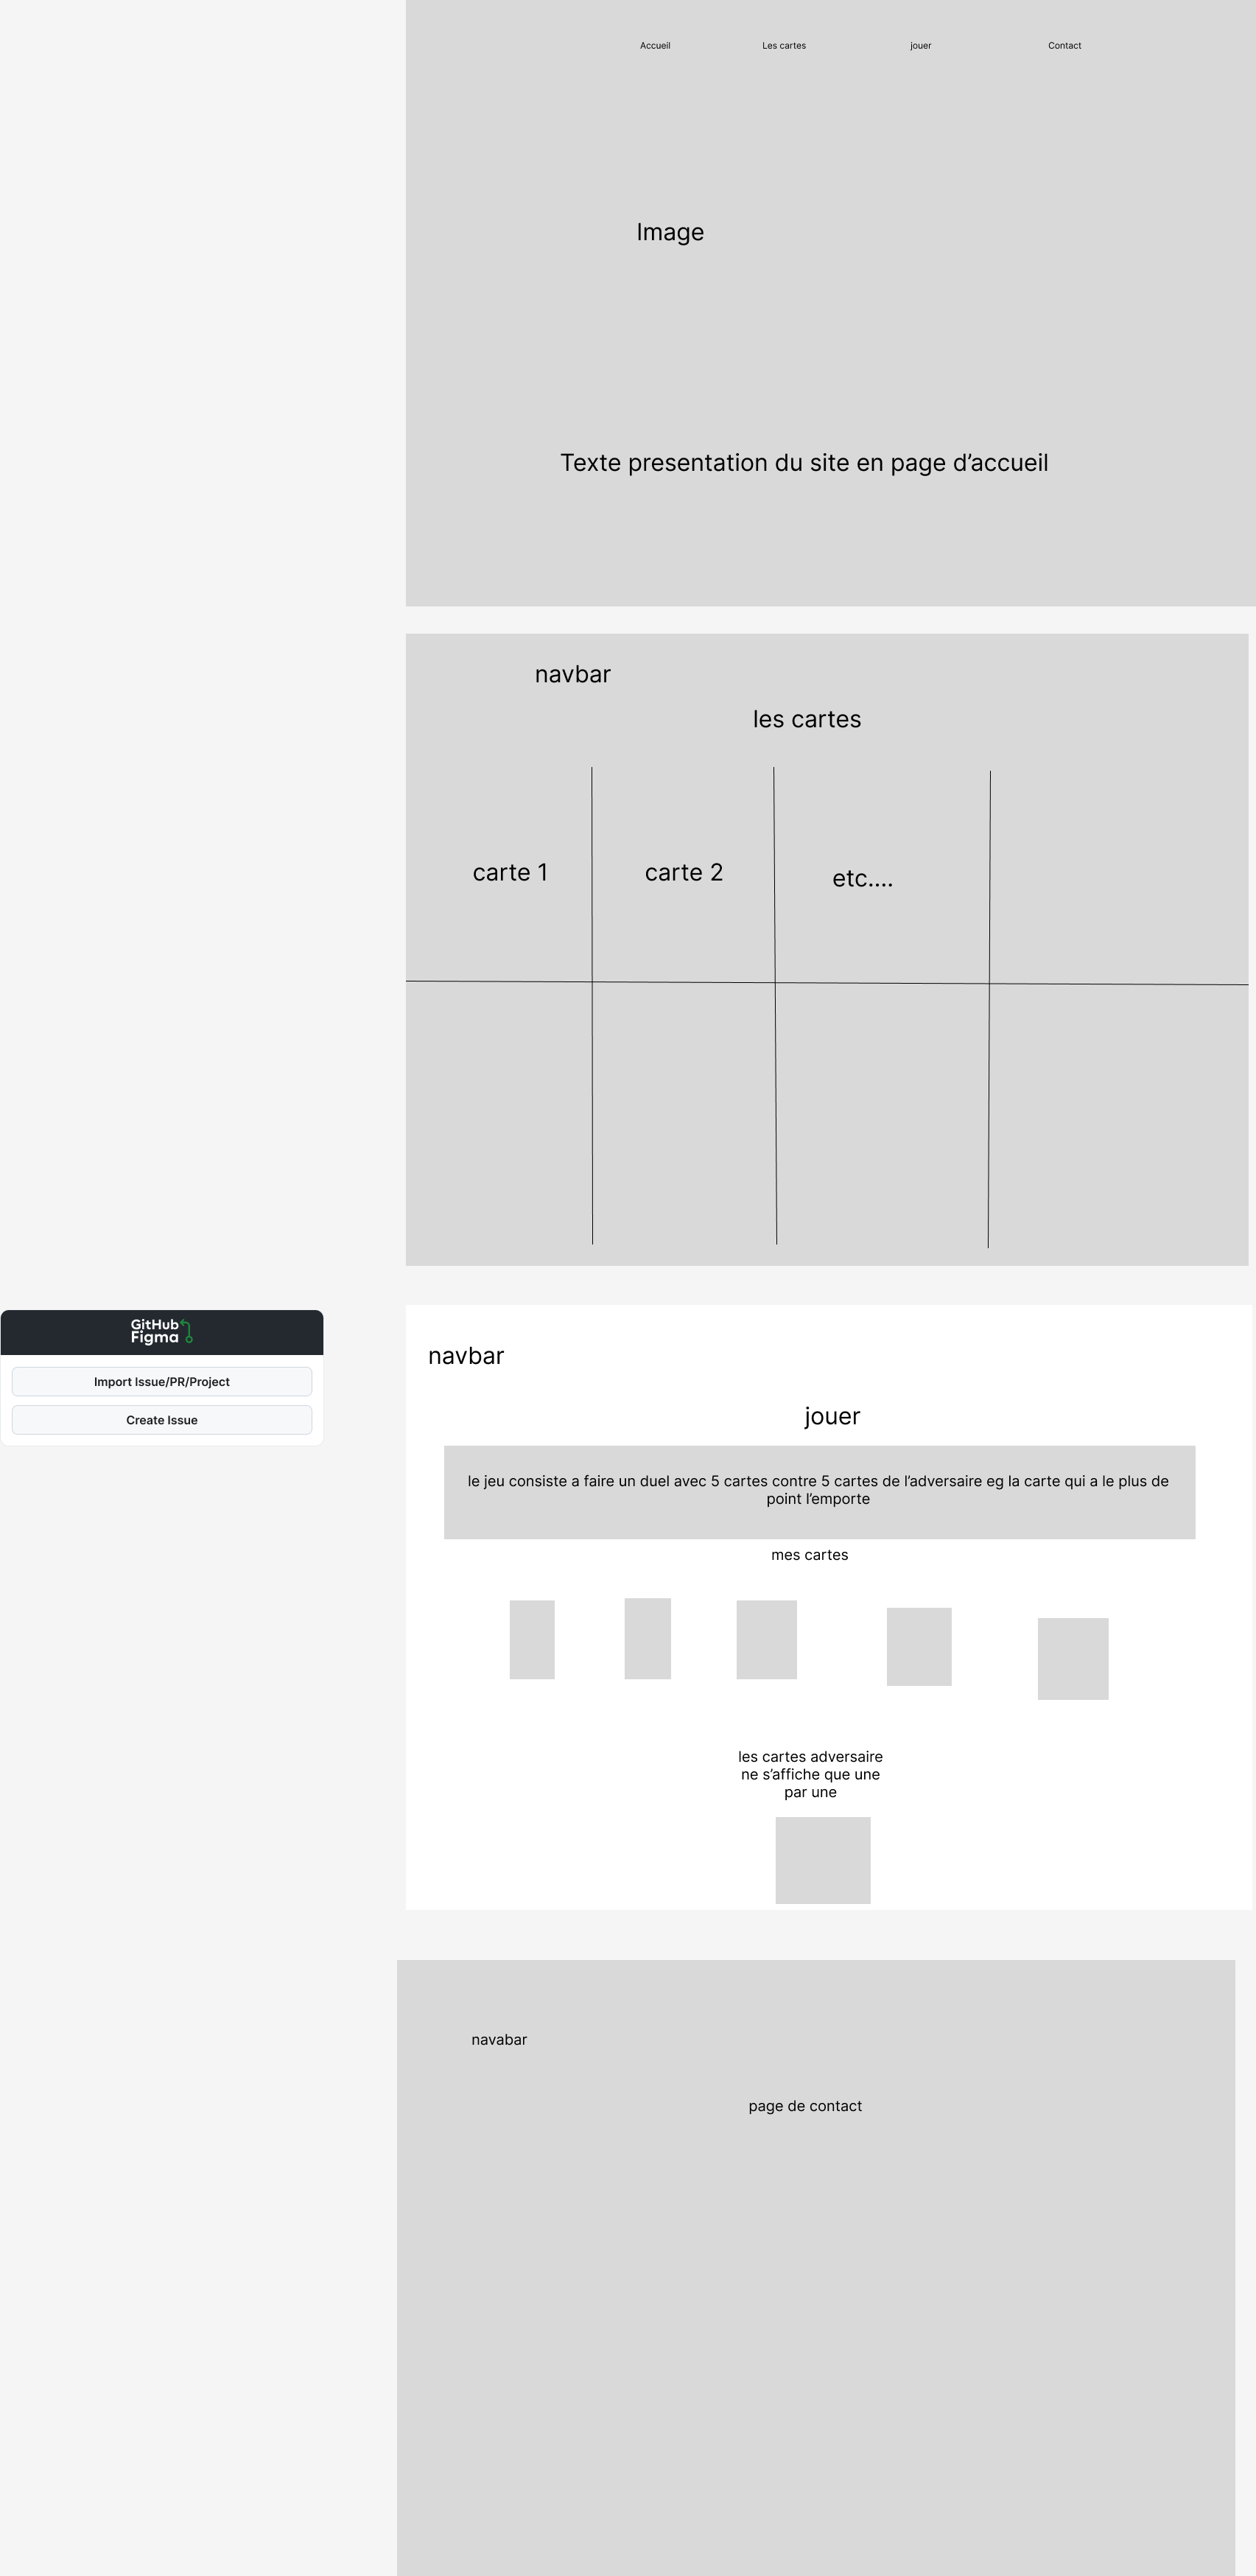 Accueil
Les cartes
jouer
Contact
Image
Texte presentation du site en page d’accueil
navbar
les cartes
carte 1
carte 2
etc....
GitHub
Figma
Import Issue/PR/Project
Create Issue
navbar
jouer
le jeu consiste a faire un duel avec 5 cartes contre 5 cartes de l’adversaire eg la carte qui a le plus de
point l’emporte
mes cartes
les cartes adversaire
ne s’affiche que une
par une
navabar
page de contact